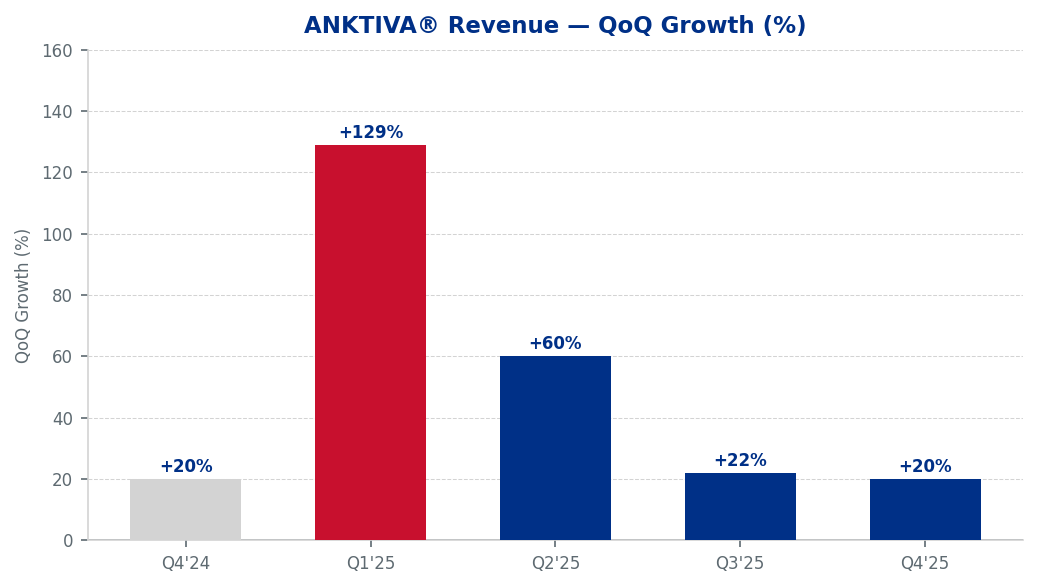 ANKTIVA® Revenue — QoQ Growth (%)
QoQ Growth (%)
160
140
120
100
80
60
40
20
0
+20%
+129%
+60%
+22%
+20%
Q4'24
Q1'25
Q2'25
Q3'25
Q4'25